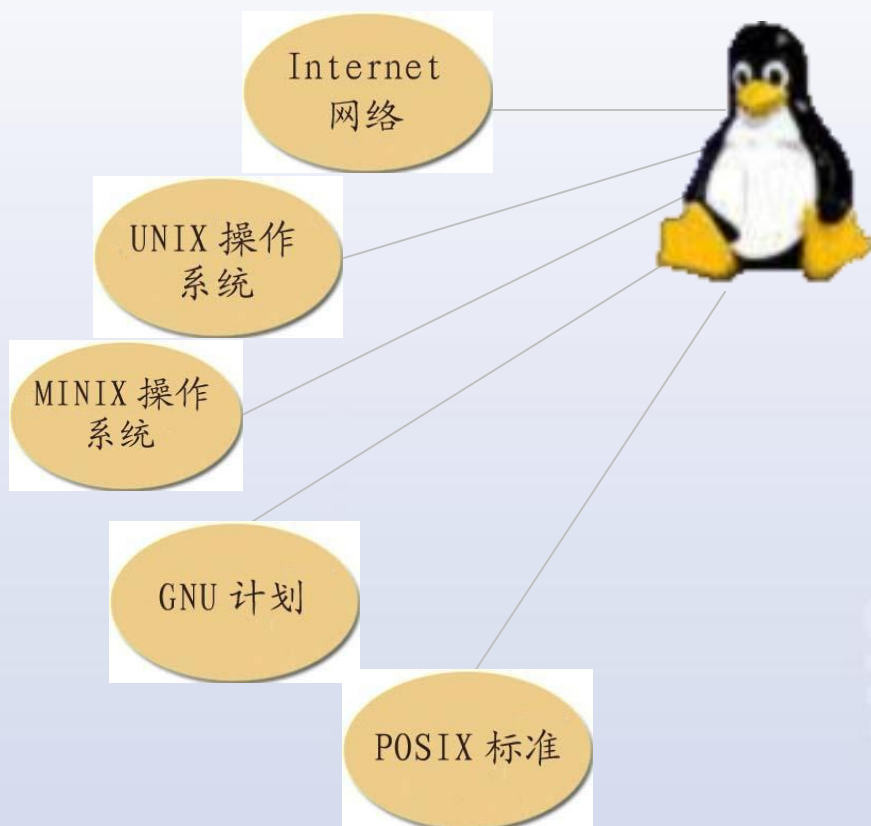 Internet
网络
UNIX 操作
系统
MINIX 操作
系统
GNU 计划
POSIX 标准